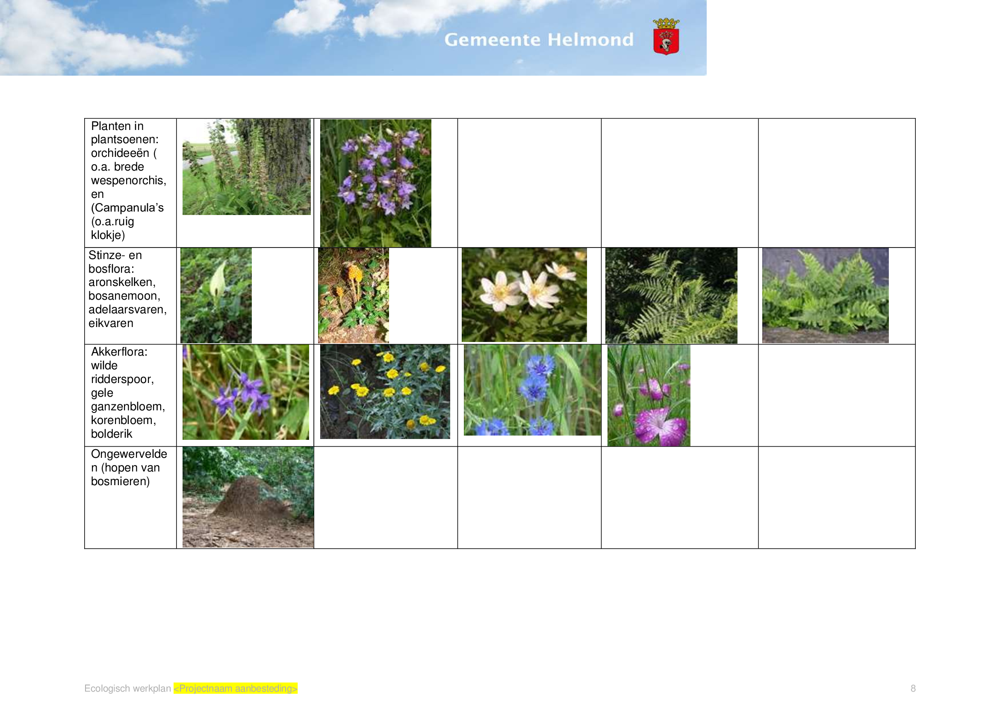 Gemeente Helmond
Planten in
plantsoenen:
orchideeën (
o.a. brede
wespenorchis,
en
(Campanula’s
(o.a.ruig
klokje)
Stinze- en
bosflora:
aronskelken,
bosanemoon,
adelaarsvaren,
eikvaren
Akkerflora:
wilde
ridderspoor,
gele
ganzenbloem,
korenbloem,
bolderik
Ongewervelde
n (hopen van
bosmieren)
Ecologisch werkplan <Projectnaam aanbesteding> 8